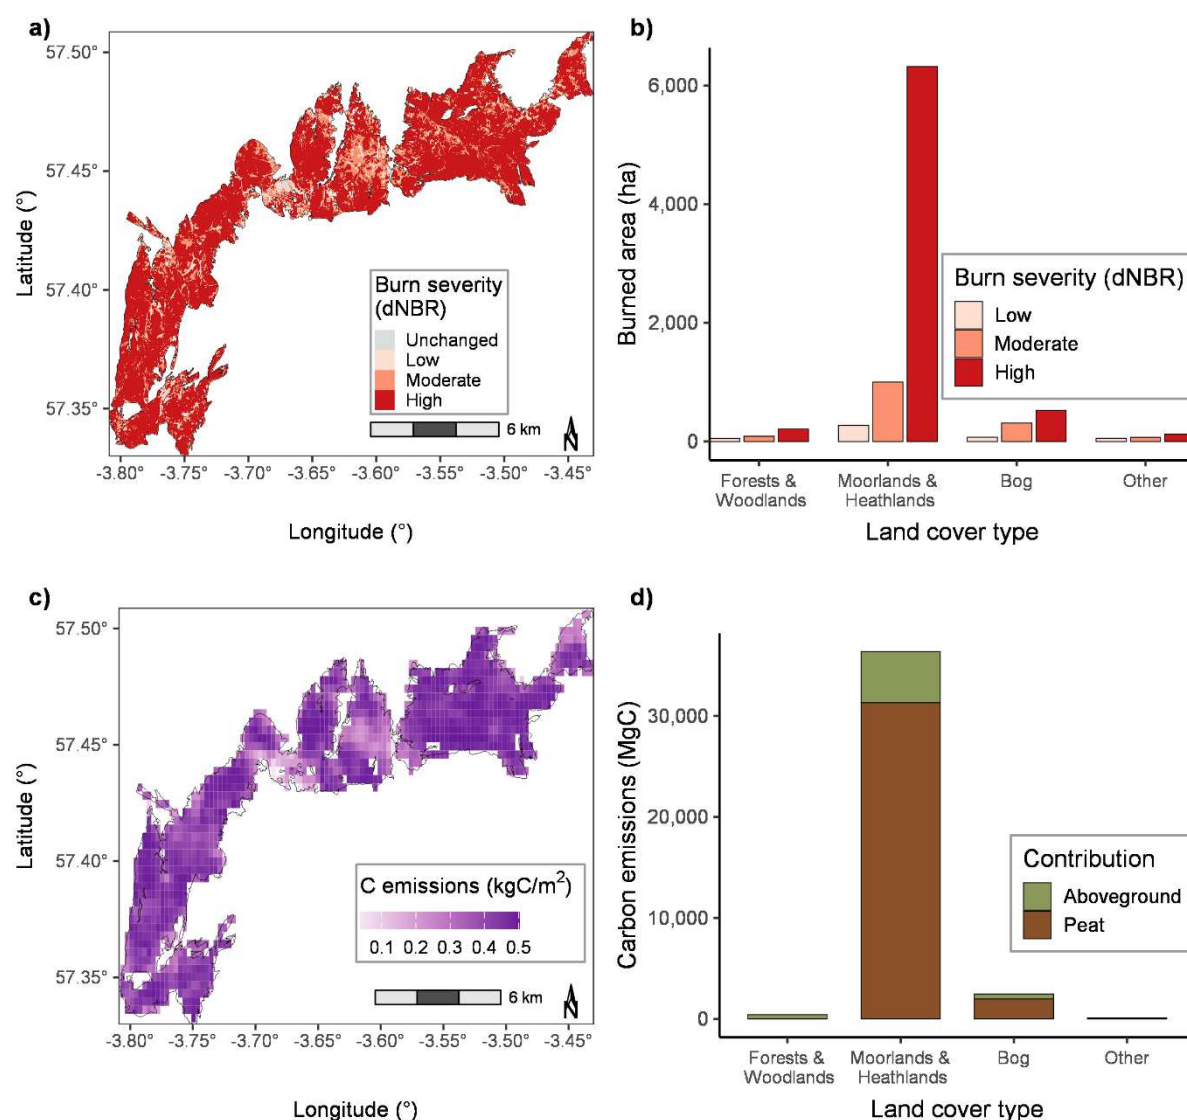 a)
57.50°
57.45°
57.40°
57.35°
Latitude (°)
Burn severity
(dNBR)
Unchanged
Low
Moderate
High
6 km
N
-3.80° -3.75° -3.70° -3.65° -3.60° -3.55° -3.50° -3.45°
Longitude (°)
b)
6,000
4,000
2,000
0
Burned area (ha)
Burn severity (dNBR)
Low
Moderate
High
Forests & Woodlands
Moorlands & Heathlands
Bog
Other
Land cover type
c)
57.50°
57.45°
57.40°
57.35°
Latitude (°)
C emissions (kgC/m²)
0.1 0.2 0.3 0.4 0.5
6 km
N
-3.80° -3.75° -3.70° -3.65° -3.60° -3.55° -3.50° -3.45°
Longitude (°)
d)
30,000
20,000
10,000
0
Carbon emissions (MgC)
Contribution
Aboveground
Peat
Forests & Woodlands
Moorlands & Heathlands
Bog
Other
Land cover type